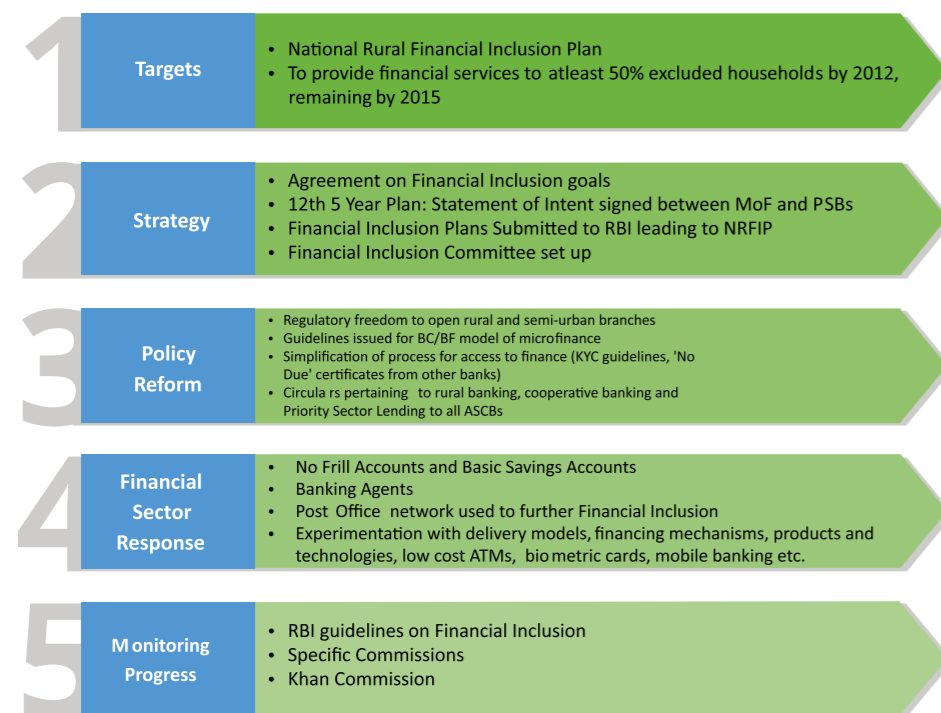 1
Targets
• National Rural Financial Inclusion Plan
• To provide financial services to atleast 50% excluded households by 2012,
remaining by 2015
2
Strategy
• Agreement on Financial Inclusion goals
• 12th 5 Year Plan: Statement of Intent signed between MoF and PSBs
• Financial Inclusion Plans Submitted to RBI leading to NRFIP
• Financial Inclusion Committee set up
3
Policy
Reform
• Regulatory freedom to open rural and semi-urban branches
• Guidelines issued for BC/BF model of microfinance
• Simplification of process for access to finance (KYC guidelines, 'No
Due' certificates from other banks)
• Circula rs pertaining to rural banking, cooperative banking and
Priority Sector Lending to all ASCBs
4
Financial
Sector
Response
• No Frill Accounts and Basic Savings Accounts
• Banking Agents
• Post Office network used to further Financial Inclusion
• Experimentation with delivery models, financing mechanisms, products and
technologies, low cost ATMs, bio metric cards, mobile banking etc.
5
M onitoring
Progress
• RBI guidelines on Financial Inclusion
• Specific Commissions
• Khan Commission